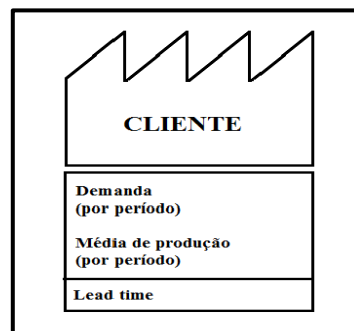 CLIENTE
Demanda
(por período)
Média de produção
(por período)
Lead time